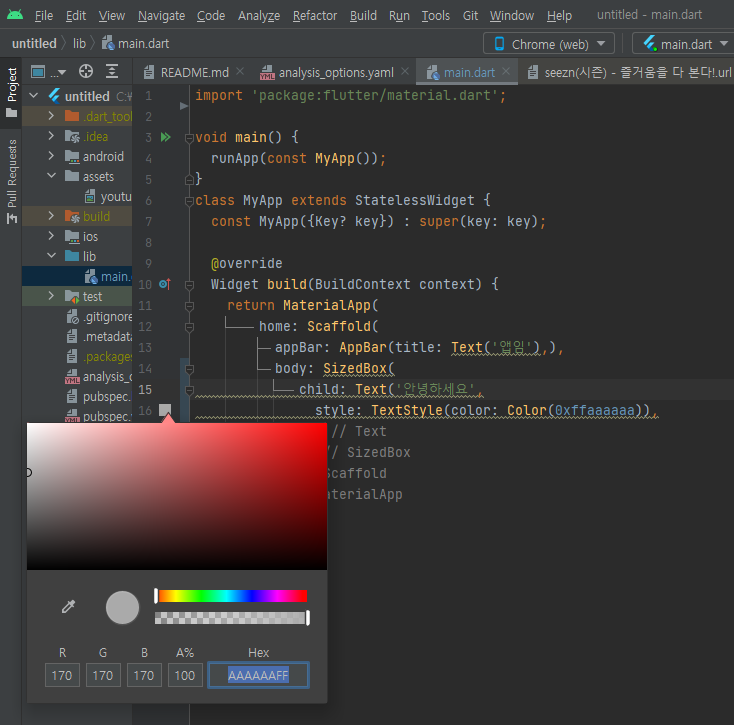 File Edit View Navigate Code Analyze Refactor Build Run Tools Git Window Help untitled - main.dart
untitled lib main.dart Chrome (web) main.dart
Project ... README.md analysis_options.yaml main.dart seezn(시즌) - 즐거움을 다 본다!.url
Pull Requests
untitled C:₩
.dart_tool
.idea
android
assets
youtu
build
ios
lib
main.
test
.gitignore
.metadata
.packages
analysis_o
pubspec.
pubspec.
1 import 'package:flutter/material.dart';
2
3 void main() {
4 runApp(const MyApp());
5 }
6 class MyApp extends StatelessWidget {
7 const MyApp({Key? key}) : super(key: key);
8
9 @override
10 Widget build(BuildContext context) {
11 return MaterialApp(
12 home: Scaffold(
13 appBar: AppBar(title: Text('앱임'),),
14 body: SizedBox(
15 child: Text('안녕하세요',
16 style: TextStyle(color: Color(0xffaaaaaa)),
// Text
// SizedBox
Scaffold
aterialApp
R G B A% Hex
170 170 170 100 AAAAAAFF